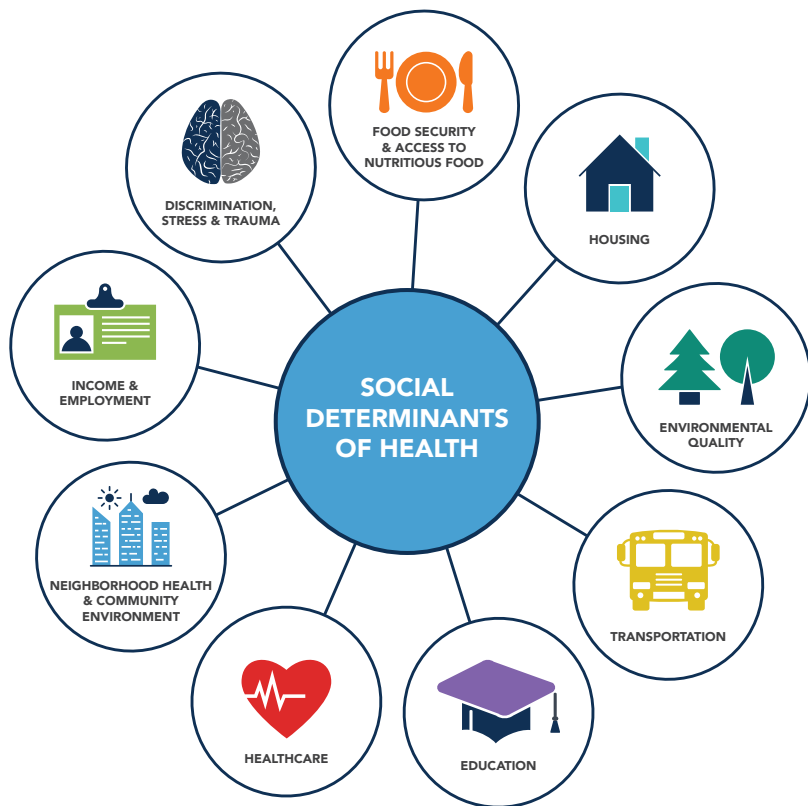 SOCIAL
DETERMINANTS
OF HEALTH
FOOD SECURITY
& ACCESS TO
NUTRITIOUS FOOD
HOUSING
ENVIRONMENTAL
QUALITY
TRANSPORTATION
EDUCATION
HEALTHCARE
NEIGHBORHOOD HEALTH
& COMMUNITY
ENVIRONMENT
INCOME &
EMPLOYMENT
DISCRIMINATION,
STRESS & TRAUMA